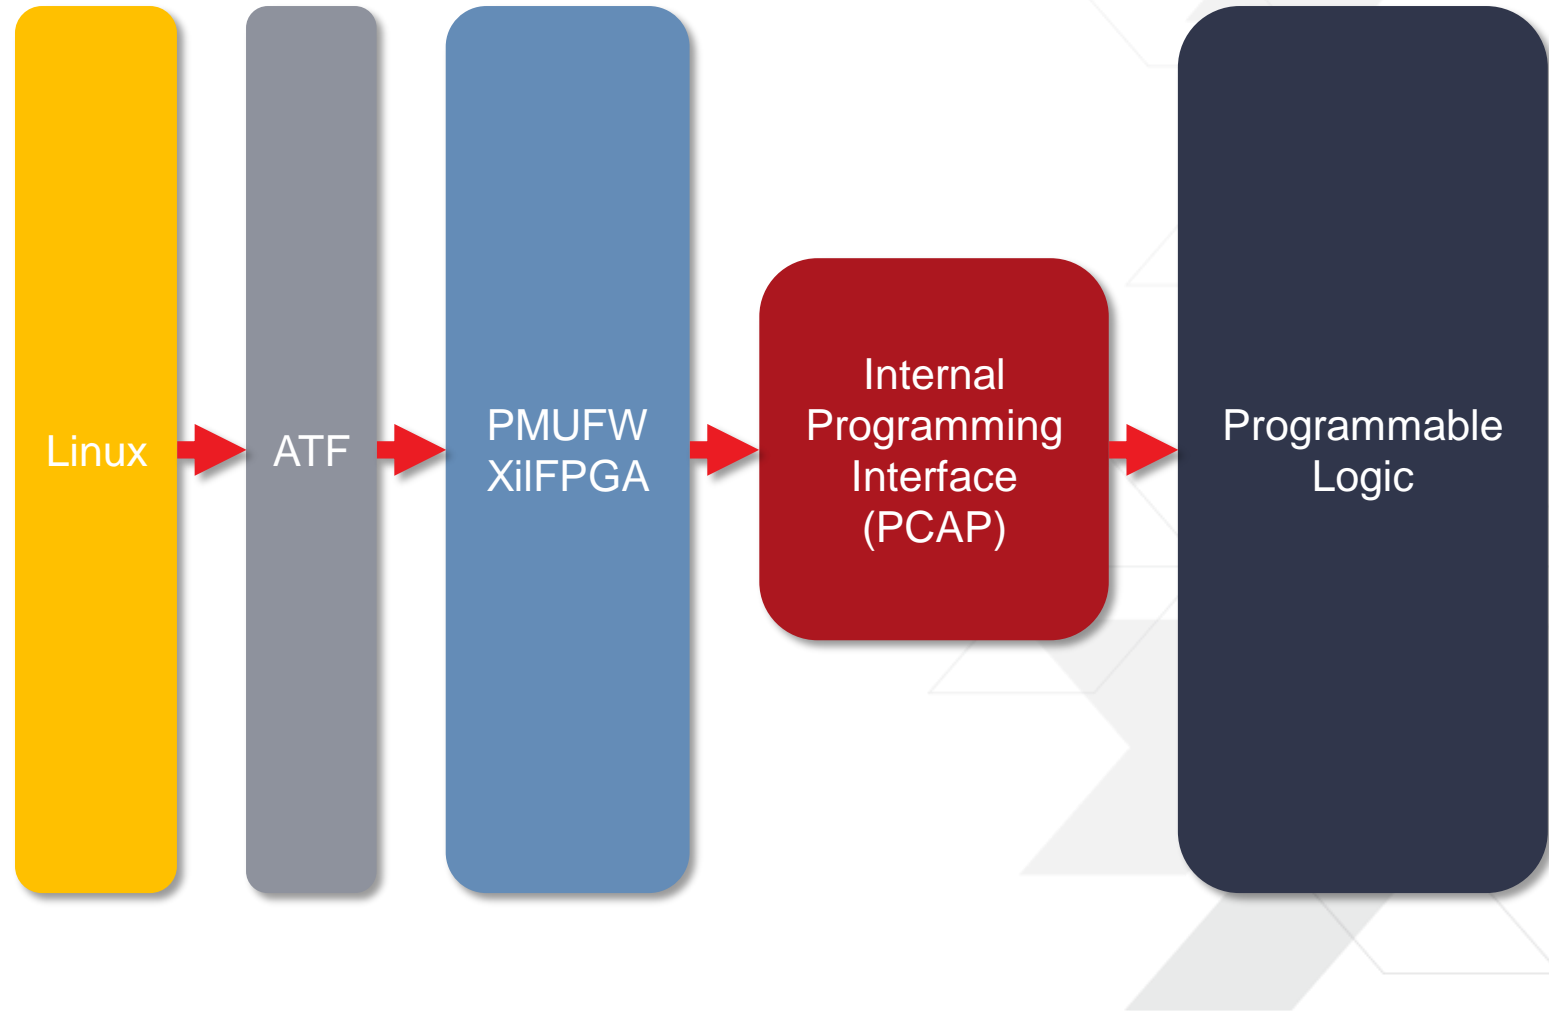 Linux
ATF
PMUFW
XilFPGA
Internal
Programming
Interface
(PCAP)
Programmable
Logic